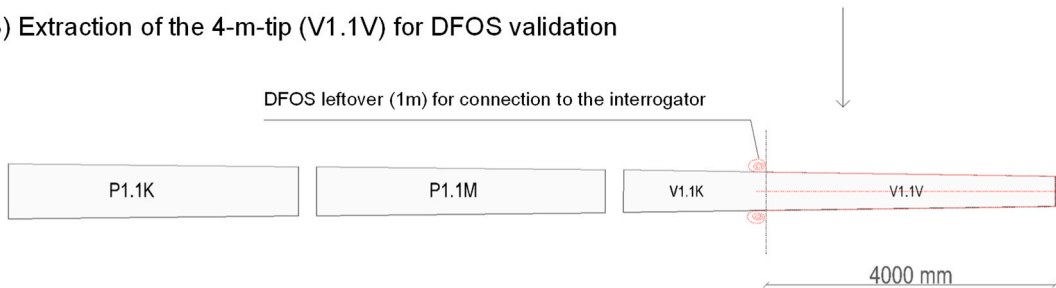 ) Extraction of the 4-m-tip (V1.1V) for DFOS validation
DFOS leftover (1m) for connection to the interrogator
P1.1K
P1.1M
V1.1K
V1.1V
4000 mm